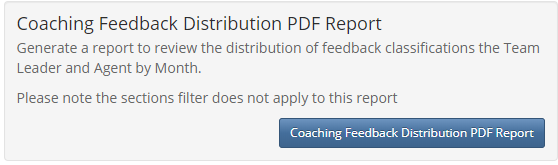 Coaching Feedback Distribution PDF Report
Generate a report to review the distribution of feedback classifications the Team
Leader and Agent by Month.
Please note the sections filter does not apply to this report
Coaching Feedback Distribution PDF Report